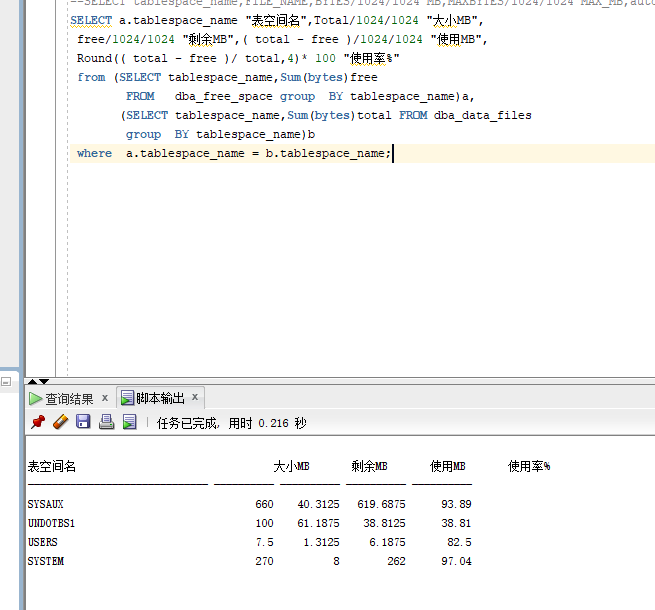 --SELECT tablespace_name,FILE_NAME,BYTES/1024/1024 MB,MAXBYTES/1024/1024 MAX_MB,auto
SELECT a.tablespace_name "表空间名",Total/1024/1024 "大小MB",
free/1024/1024 "剩余MB",( total - free )/1024/1024 "使用MB",
Round(( total - free )/ total,4)* 100 "使用率%"
from (SELECT tablespace_name,Sum(bytes)free
FROM dba_free_space group BY tablespace_name)a,
(SELECT tablespace_name,Sum(bytes)total FROM dba_data_files
group BY tablespace_name)b
where a.tablespace_name = b.tablespace_name;
查询结果 x 脚本输出 x
任务已完成, 用时 0.216 秒
表空间名 大小MB 剩余MB 使用MB 使用率%
SYSAUX 660 40.3125 619.6875 93.89
UNDOTBS1 100 61.1875 38.8125 38.81
USERS 7.5 1.3125 6.1875 82.5
SYSTEM 270 8 262 97.04